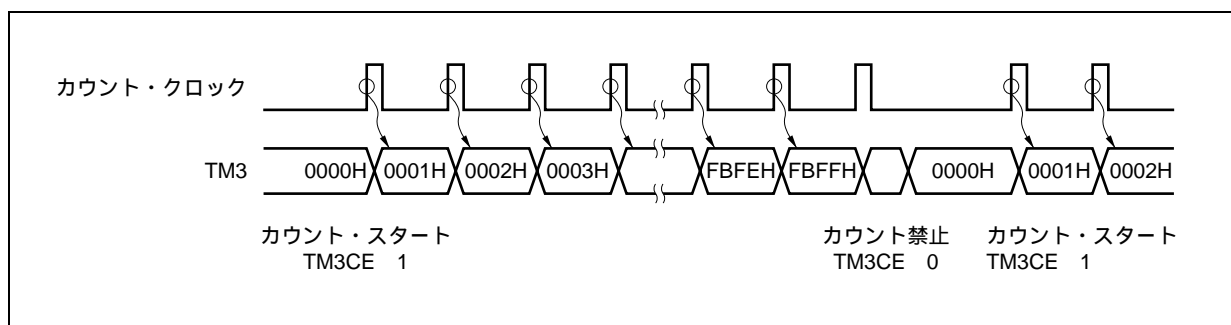 カウント・クロック
TM3 0000H 0001H 0002H 0003H FBFEH FBFFH 0000H 0001H 0002H
カウント・スタート カウント禁止 カウント・スタート
TM3CE 1 TM3CE 0 TM3CE 1